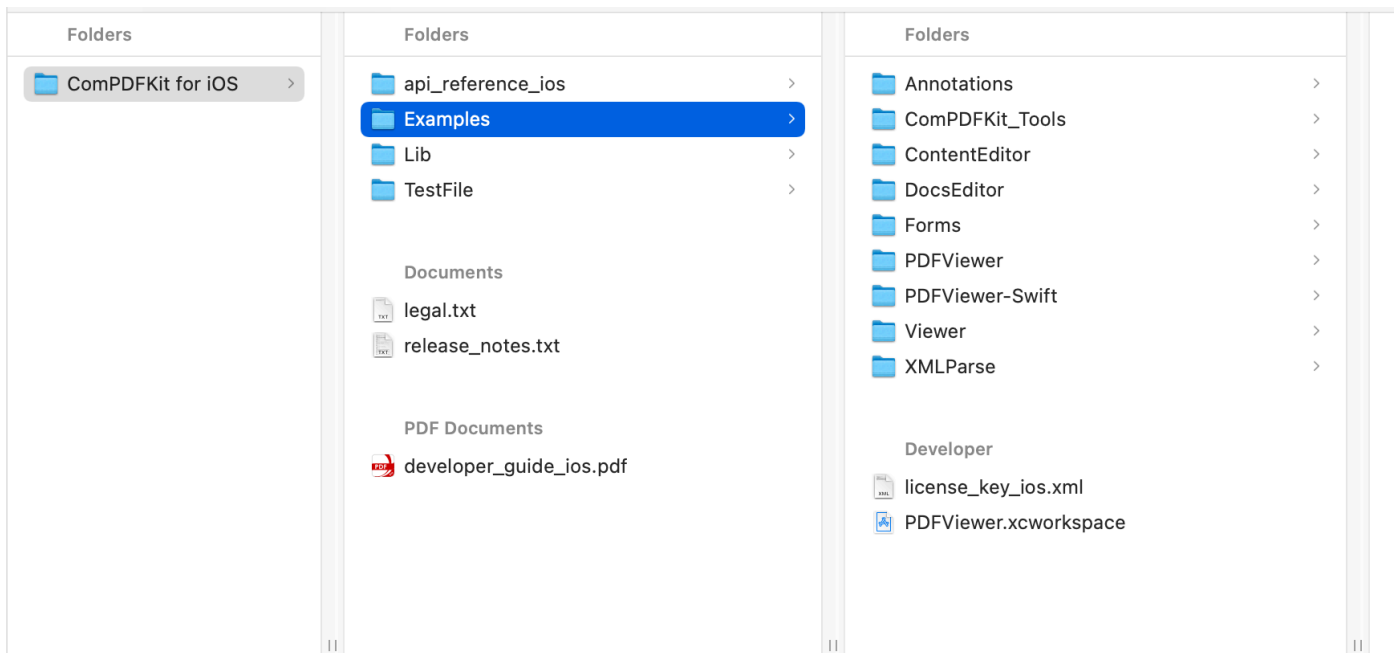 Folders
ComPDFKit for iOS
Folders
api_reference_ios
Examples
Lib
TestFile
Documents
legal.txt
release_notes.txt
PDF Documents
developer_guide_ios.pdf
Folders
Annotations
ComPDFKit_Tools
ContentEditor
DocsEditor
Forms
PDFViewer
PDFViewer-Swift
Viewer
XMLParse
Developer
license_key_ios.xml
PDFViewer.xcworkspace